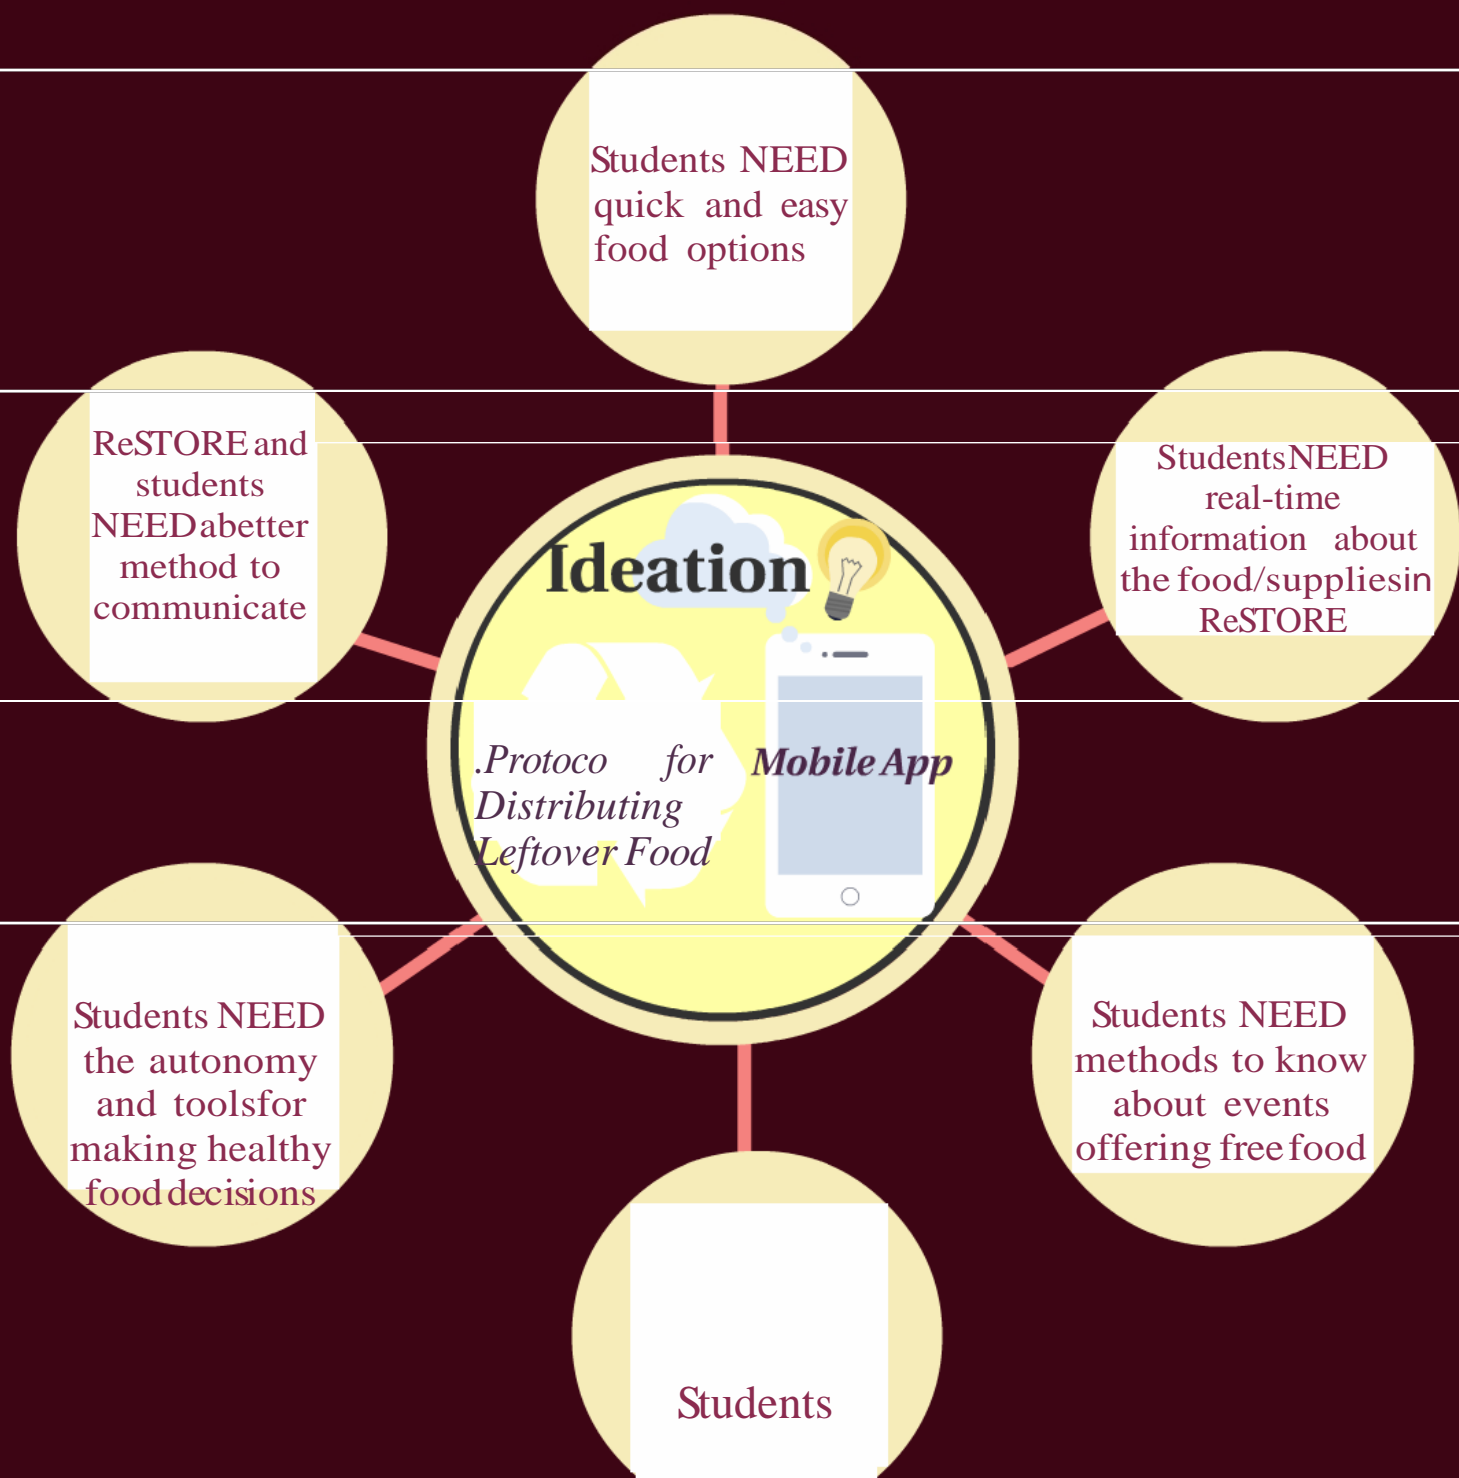 Students NEED
quick and easy
food options
ReSTORE and
students
NEED abetter
method to
communicate
StudentsNEED
real-time
information about
the food/suppliesin
ReSTORE
Ideation
.Protoco for
Distributing
Leftover Food
Mobile App
Students NEED
the autonomy
and toolsfor
making healthy
food decisions
Students NEED
methods to know
about events
offering free food
Students